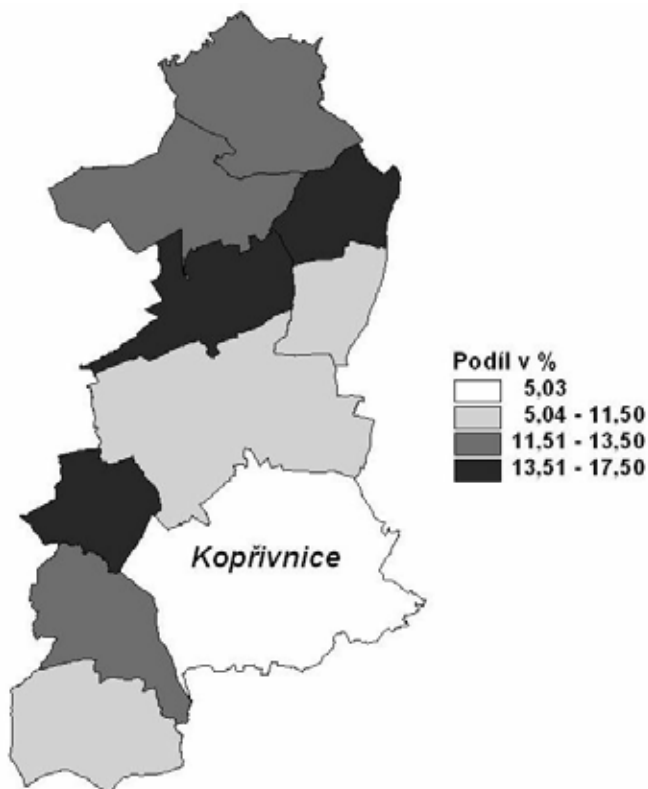 Podíl v %
5,03
5,04 - 11,50
11,51 - 13,50
13,51 - 17,50
Kopřivnice